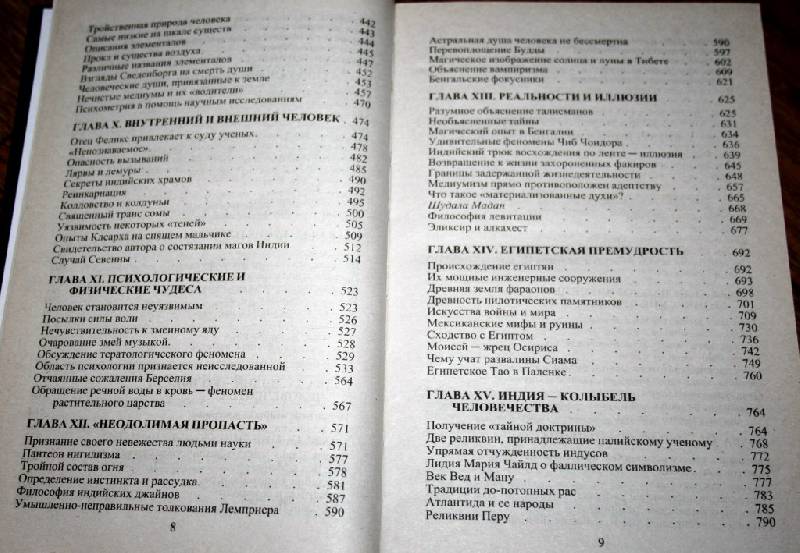 Тройственная природа человека 442
Самые низкие на шкале существ 443
Описания элементалов 444
Прокл и существа воздуха 445
Различные названия элементалов 447
Взгляды Сведенборга на смерть души 452
Человеческие души, привязанные к земле 453
Нечистые медиумы и их «водители» 457
Психометрия в помощь научным исследованиям 470
ГЛАВА X. ВНУТРЕННИЙ И ВНЕШНИЙ ЧЕЛОВЕК 474
Отец Феликс привлекает к суду ученых 474
«Непознаваемое» 478
Опасность вызываний 482
Лярвы и лемуры 485
Секреты индийских храмов 490
Реинкарнация 492
Колдовство и колдуньи 495
Священный транс сомы 500
Уязвимость некоторых «теней» 505
Опыты Клеарха на спящем мальчике 509
Свидетельство автора о состязании магов Индии 512
Случай Севенны 514
ГЛАВА XI. ПСИХОЛОГИЧЕСКИЕ И
ФИЗИЧЕСКИЕ ЧУДЕСА 523
Человек становится неуязвимым 523
Посылки силы воли 526
Нечувствительность к змеиному яду 527
Очарование змей музыкой 528
Обсуждение тератологического феномена 529
Область психологии признается неисследованной 533
Отчаянные сожаления Берселия 564
Обращение речной воды в кровь — феномен
растительного царства 567
ГЛАВА XII. «НЕОДОЛИМАЯ ПРОПАСТЬ» 571
Признание своего невежества людьми науки 571
Пантеон нигилизма 577
Тройной состав огня 578
Определение инстинкта и рассудка 581
Философия индийских джайнов 587
Умышленно-неправильные толкования Лемприера 590
8
Астральная душа человека не бессмертна 590
Перевоплощение Будды 597
Магическое изображение солнца и луны в Тибете 602
Объяснение вампиризма 609
Бенгальские фокусники 621
ГЛАВА XIII. РЕАЛЬНОСТИ И ИЛЛЮЗИИ 625
Разумное объяснение талисманов 625
Необъясненные тайны 631
Магический опыт в Бенгалии 634
Удивительные феномены Чиб Чондора 636
Индийский трюк восхождения по ленте — иллюзия 639
Возвращение к жизни захороненных факиров 645
Границы задержанной жизнедеятельности 648
Медиумизм прямо противоположен адептству 657
Что такое «материализованные духи»? 665
Шудала Мадан 668
Философия левитации 669
Эликсир и алкахест 677
ГЛАВА XIV. ЕГИПЕТСКАЯ ПРЕМУДРОСТЬ 692
Происхождение египтян 692
Их мощные инженерные сооружения 693
Древняя земля фараонов 698
Древность нилотических памятников 701
Искусства войны и мира 709
Мексиканские мифы и руины 730
Сходство с Египтом 736
Моисей — жрец Осириса 742
Чему учат развалины Сиама 749
Египетское Тао в Паленке 760
ГЛАВА XV. ИНДИЯ — КОЛЫБЕЛЬ
ЧЕЛОВЕЧЕСТВА 764
Получение «тайной доктрины» 764
Две реликвии, принадлежащие палийскому ученому 768
Упрямая отчужденность индусов 772
Лидия Мария Чайлд о фаллическом символизме 775
Век Вед и Ману 777
Традиции до-потопных рас 783
Атлантида и ее народы 785
Реликвии Перу 790
9